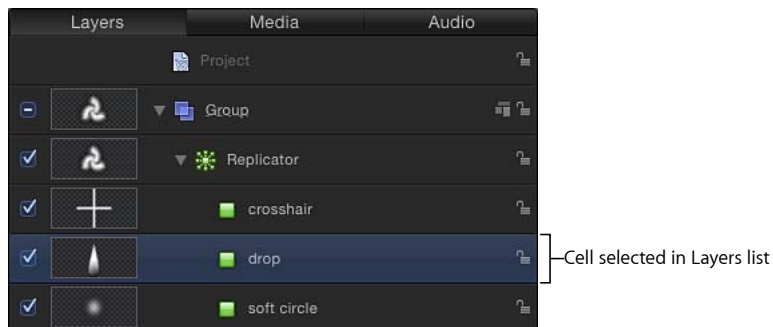 Layers Media Audio
Project
Group
Replicator
crosshair
drop
Cell selected in Layers list
soft circle